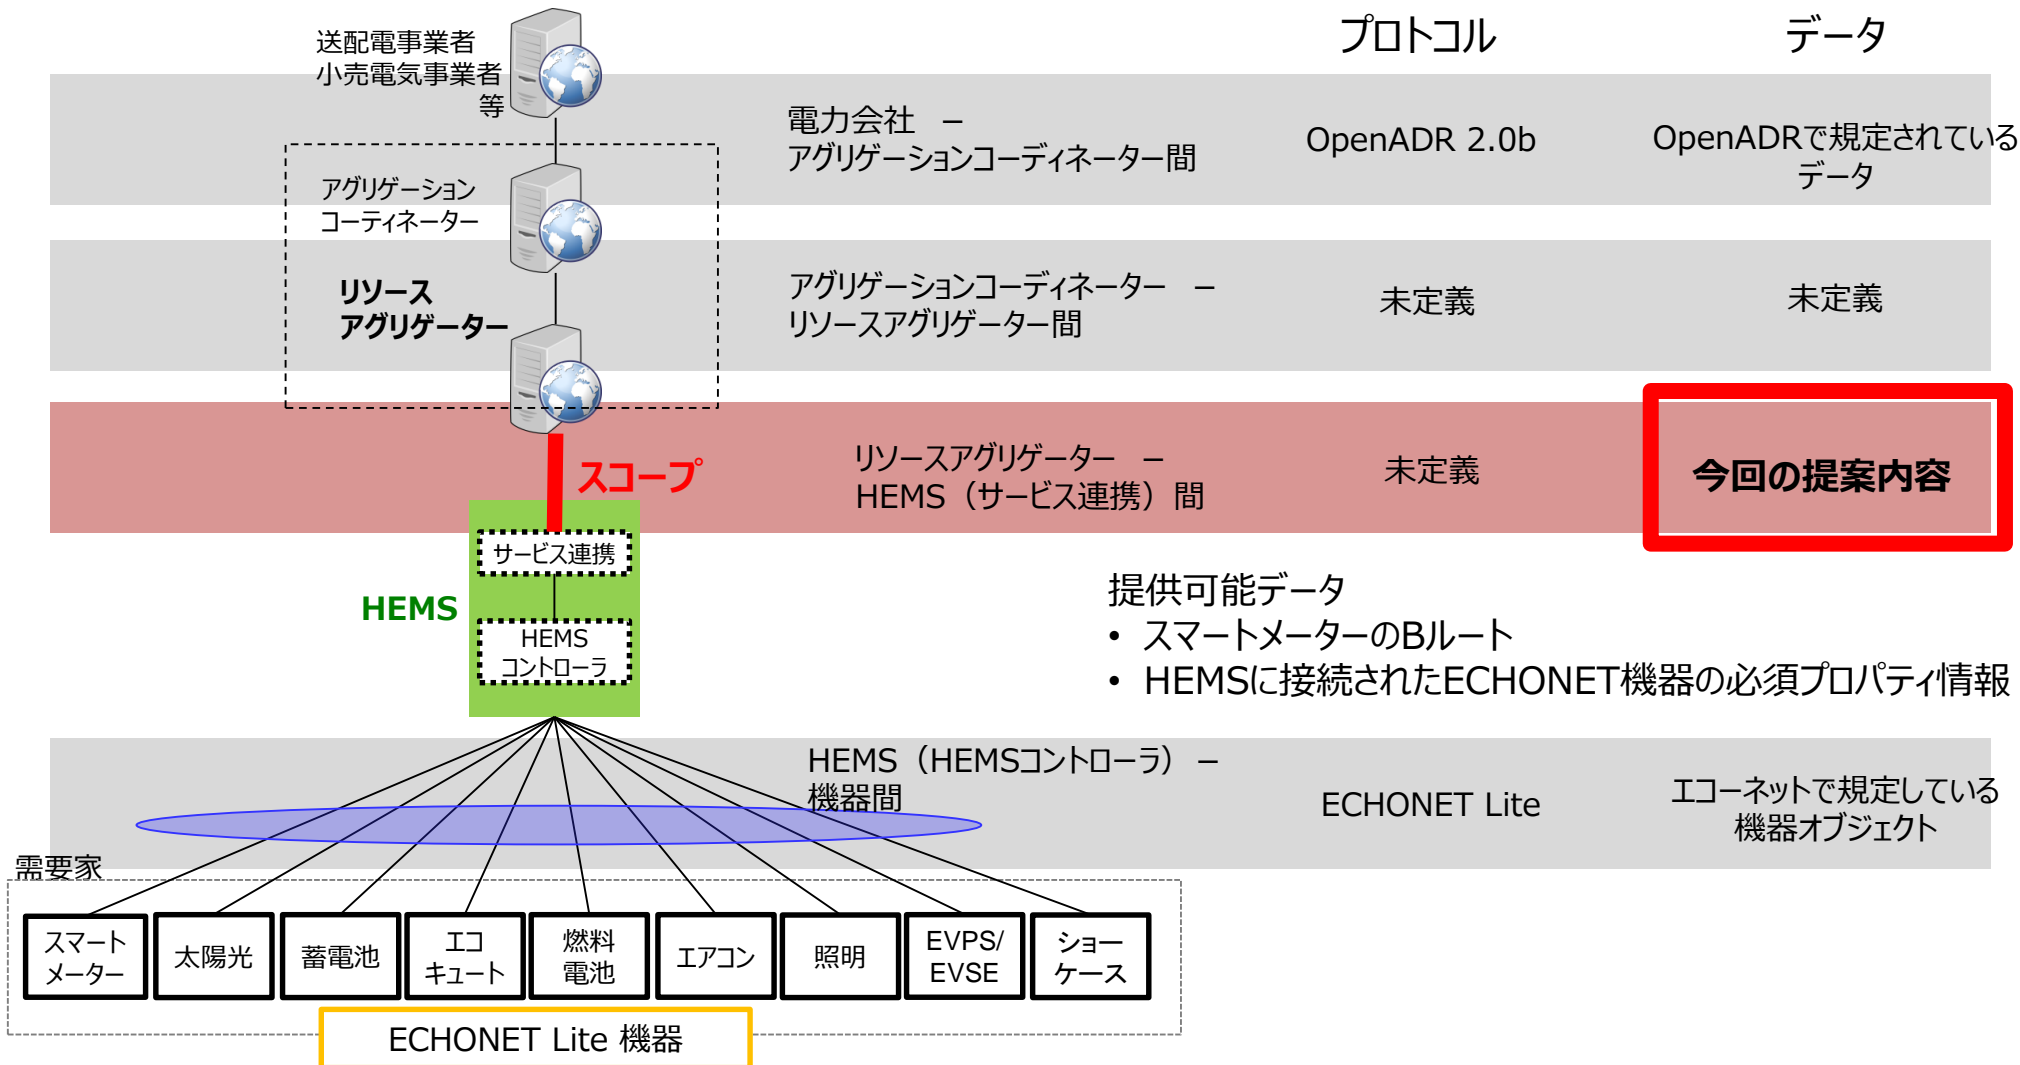 プロトコル
データ
送配電事業者
小売電気事業者
等
電力会社 －
アグリゲーションコーディネーター間
OpenADR 2.0b
OpenADRで規定されている
データ
アグリゲーション
コーティネーター
リソース
アグリゲーター
アグリゲーションコーディネーター －
リソースアグリゲーター間
未定義
未定義
スコープ
リソースアグリゲーター －
HEMS（サービス連携）間
未定義
今回の提案内容
サービス連携
HEMS
HEMS
コントローラ
提供可能データ
• スマートメーターのBルート
• HEMSに接続されたECHONET機器の必須プロパティ情報
HEMS（HEMSコントローラ）－
機器間
ECHONET Lite
エコーネットで規定している
機器オブジェクト
需要家
スマート
メーター
太陽光
蓄電池
エコ
キュート
燃料
電池
エアコン
照明
EVPS/
EVSE
ショー
ケース
ECHONET Lite 機器